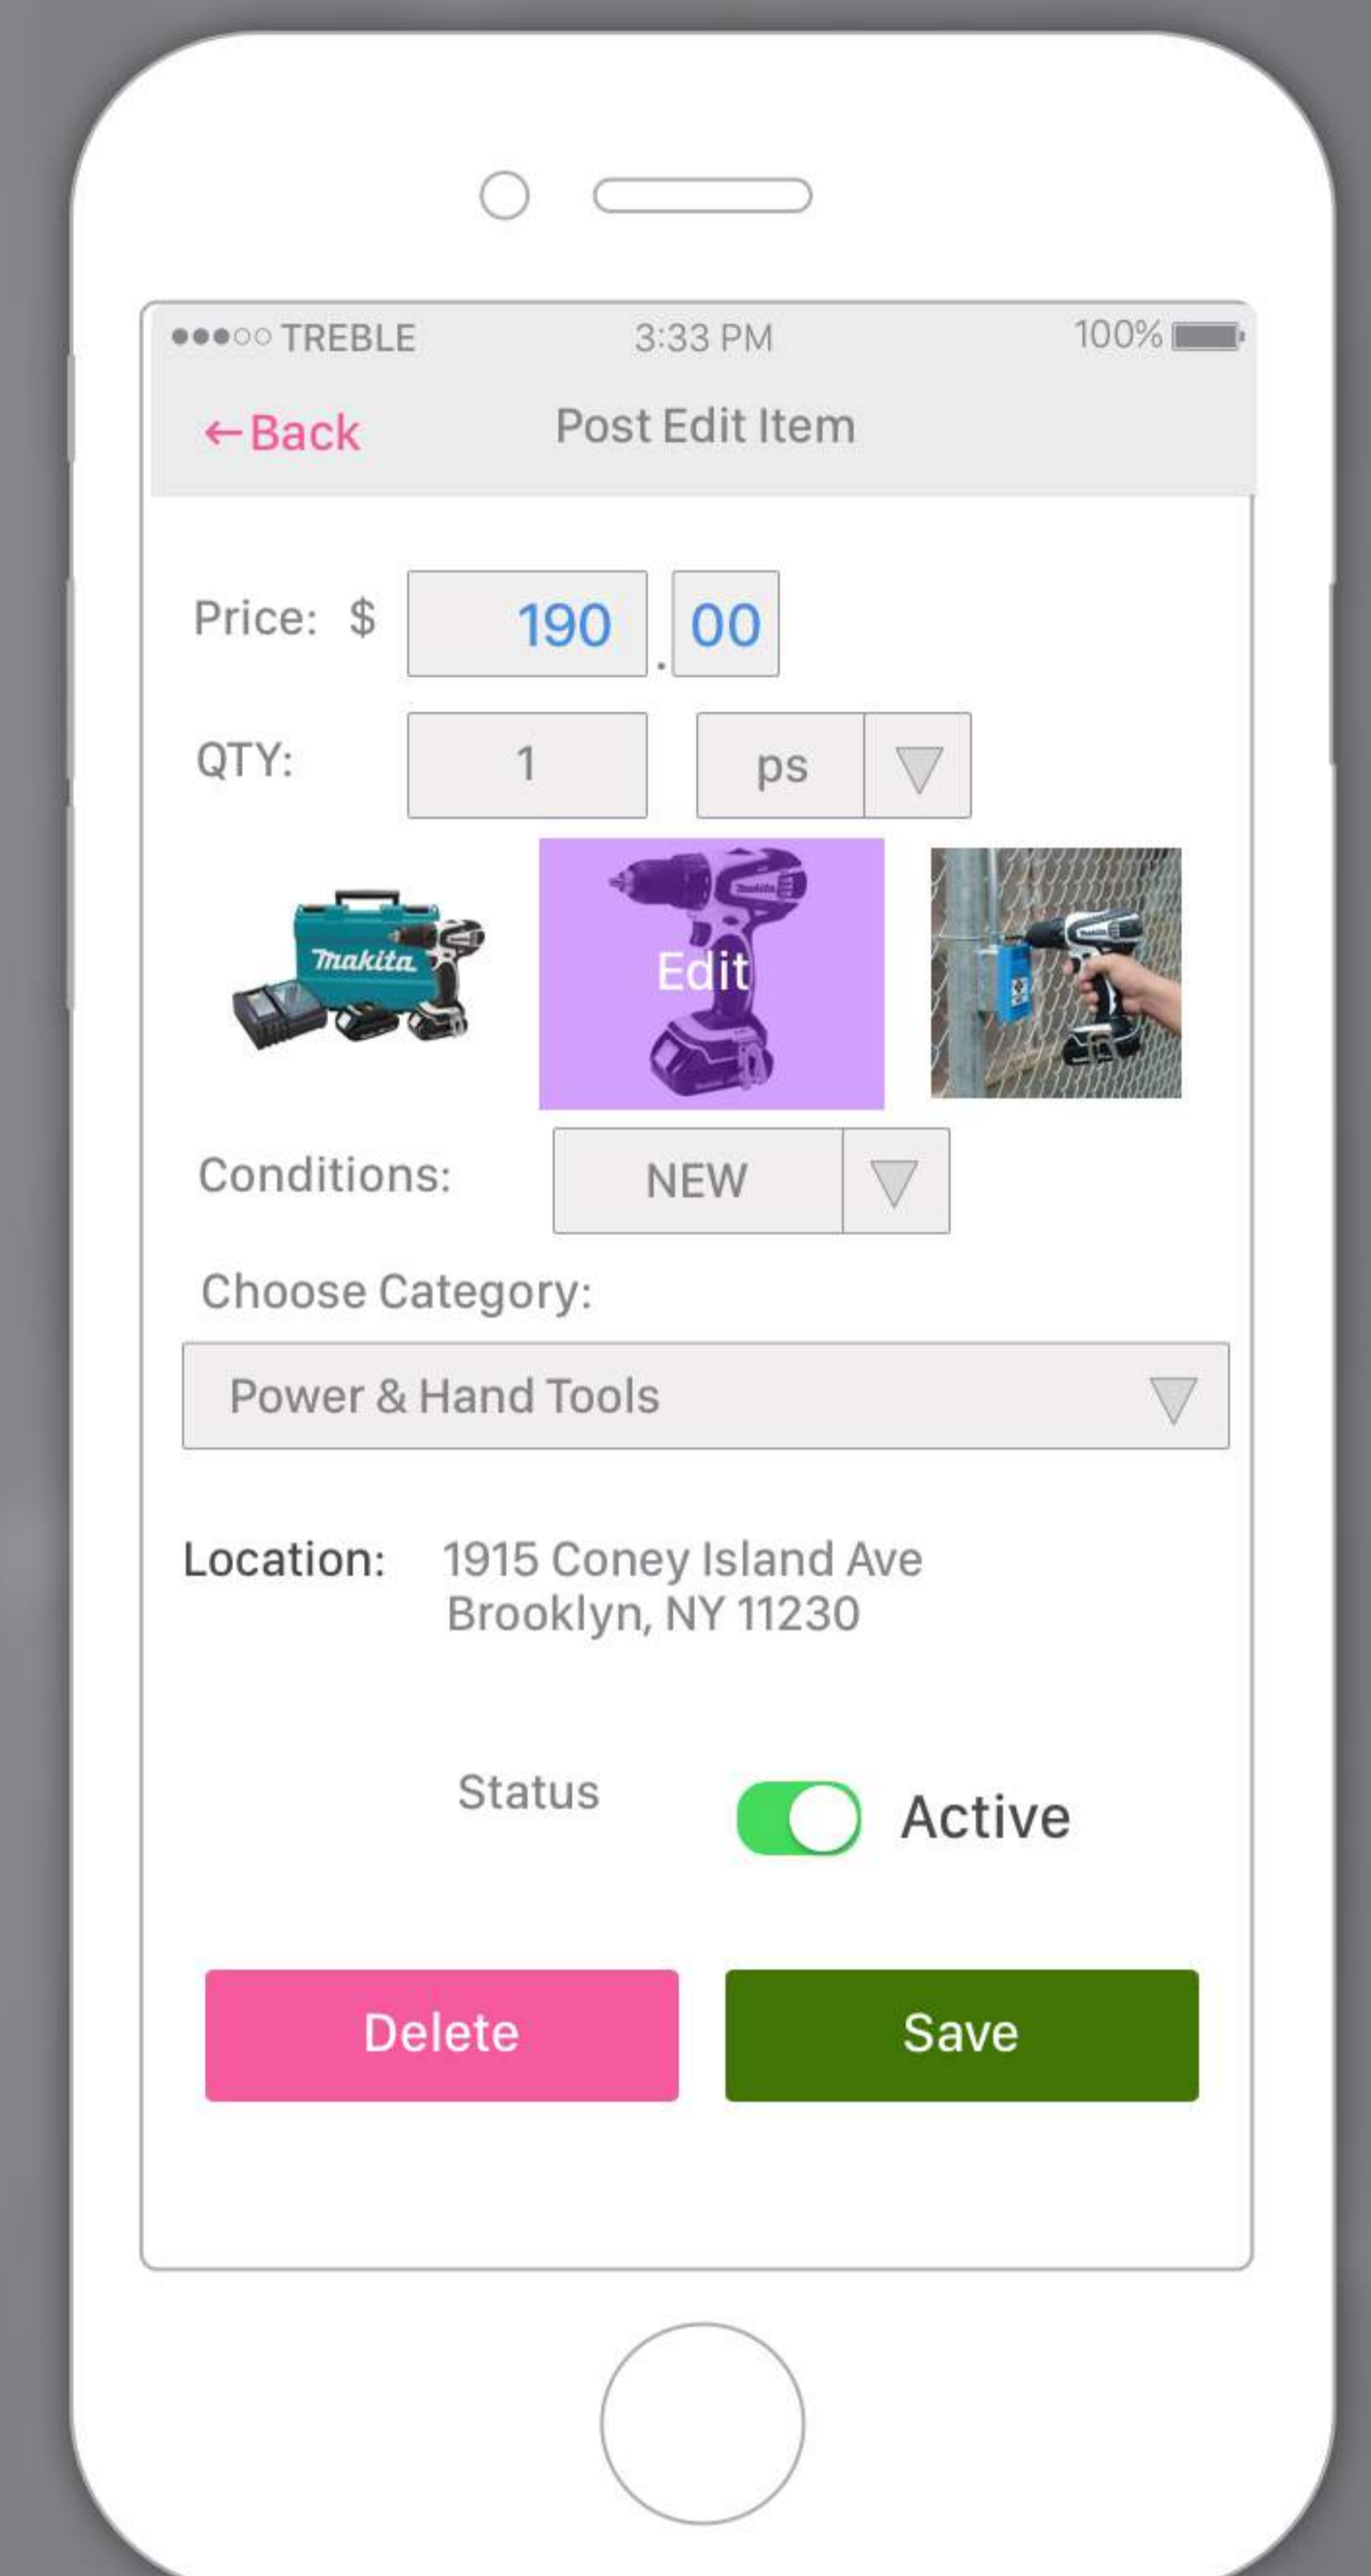 ●●●○○ TREBLE 3:33 PM 100%
←Back Post Edit Item
Price: $ 190 . 00
QTY: 1 ps
Makita
Makita
Edit
Conditions: NEW
Choose Category:
Power & Hand Tools
Location: 1915 Coney Island Ave
Brooklyn, NY 11230
Status Active
Delete Save